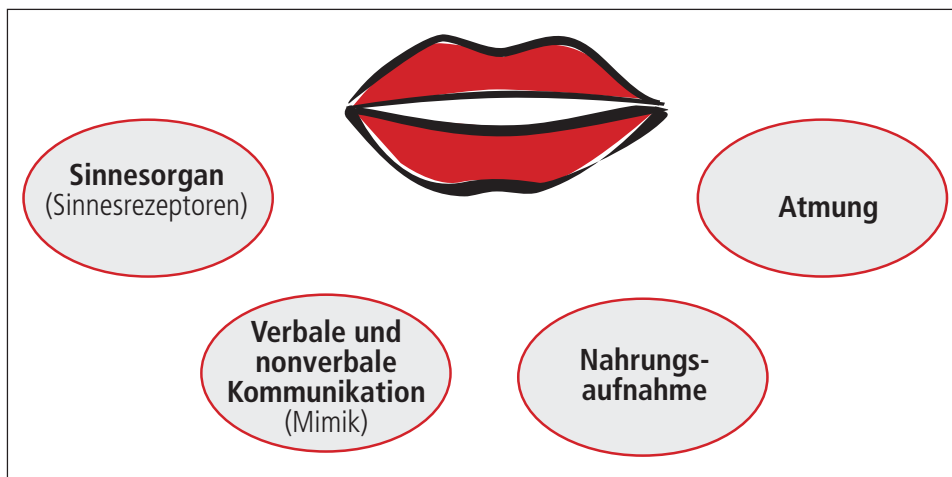 Sinnesorgan
(Sinnesrezeptoren)
Atmung
Verbale und
nonverbale
Kommunikation
(Mimik)
Nahrungs-
aufnahme